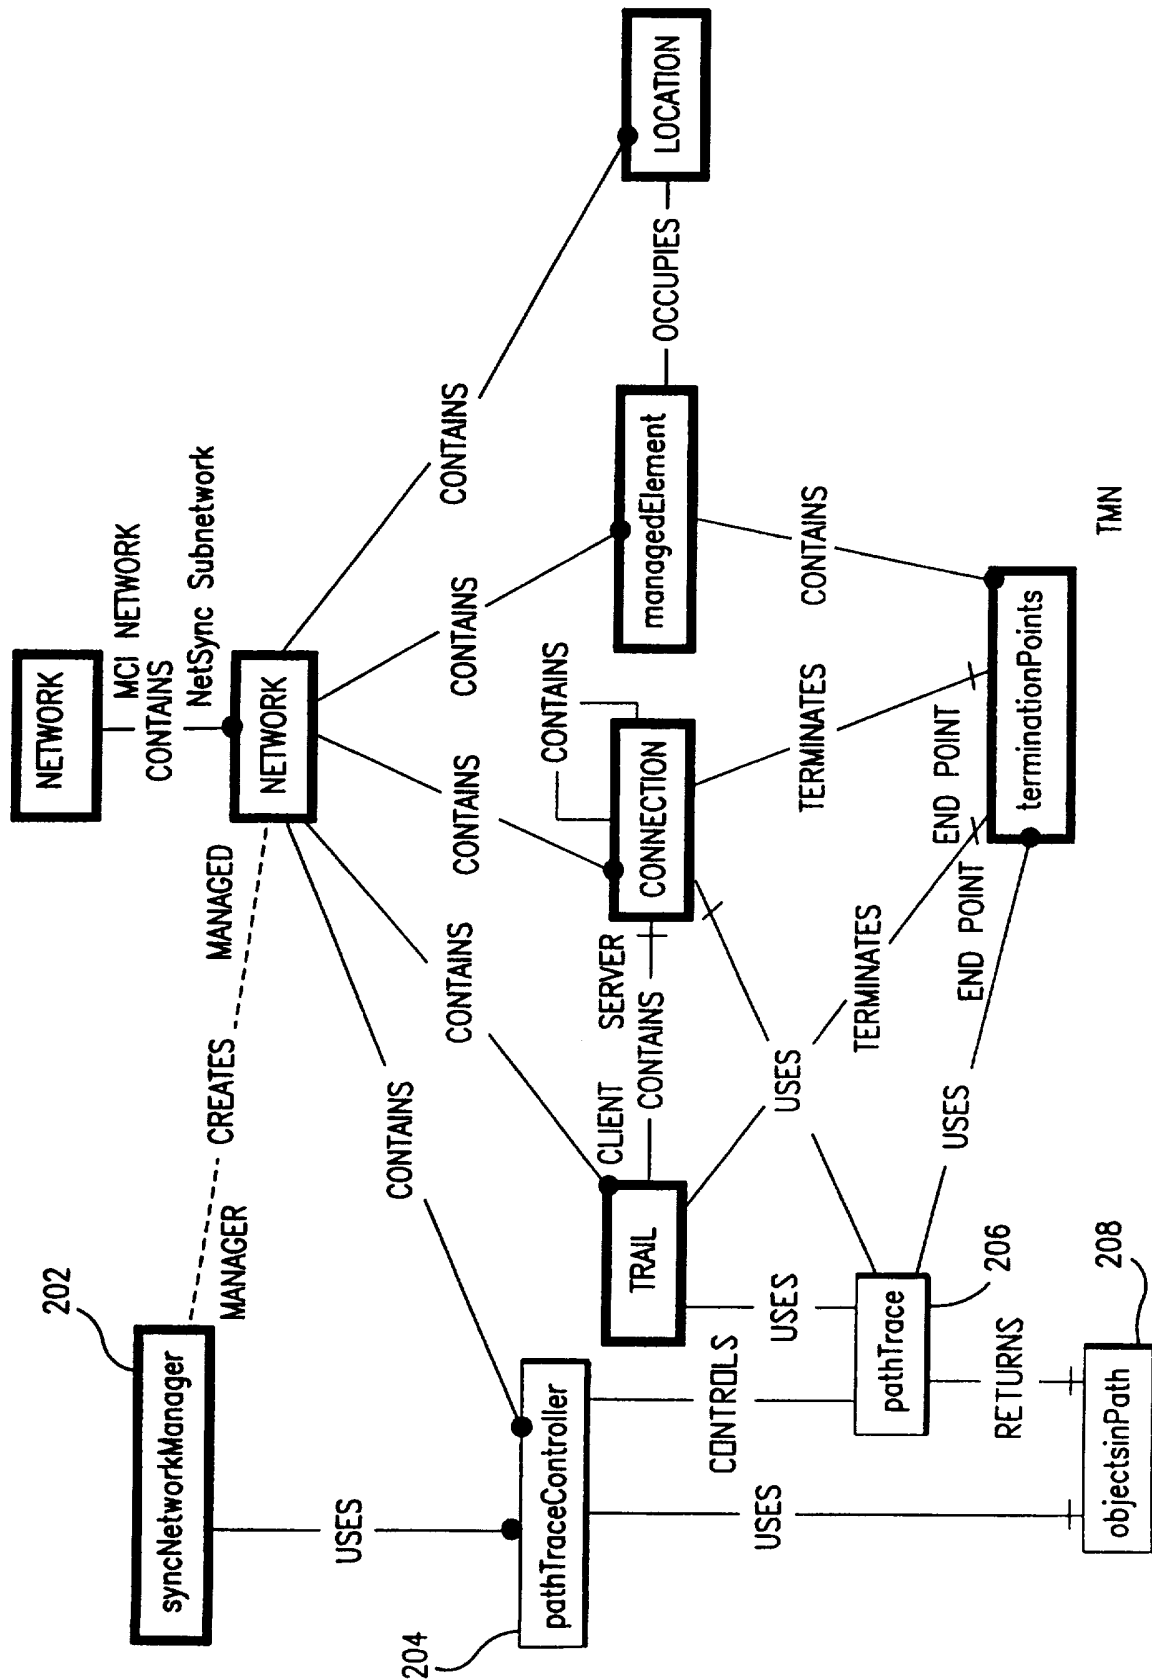 202
syncNetworkManager
MANAGER
CREATES
MANAGED
NETWORK
MCI NETWORK
CONTAINS
NetSync Subnetwork
NETWORK
USES
CONTAINS
CONTAINS
CONTAINS
CONTAINS
CONTAINS
204
pathTraceController
TRAIL
CLIENT
SERVER
CONTAINS
CONNECTION
CONTAINS
managedElement
OCCUPIES
LOCATION
CONTROLS
USES
USES
USES
TERMINATES
TERMINATES
CONTAINS
pathTrace
206
USES
END POINT
END POINT
terminationPoints
TMN
RETURNS
objectsinPath
208